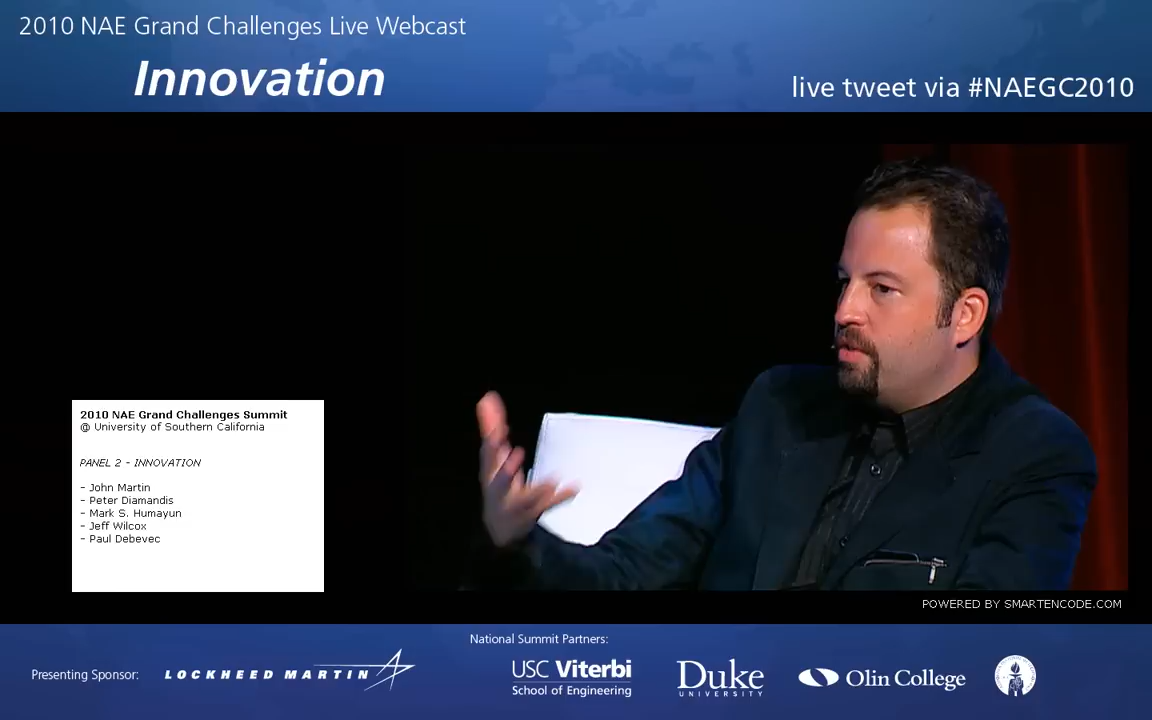 2010 NAE Grand Challenges Live Webcast
Innovation
live tweet via #NAEGC2010
2010 NAE Grand Challenges Summit
@ University of Southern California
PANEL 2 - INNOVATION
- John Martin
- Peter Diamandis
- Mark S. Humayun
- Jeff Wilcox
- Paul Debevec
POWERED BY SMARTENCODE.COM
National Summit Partners:
Presenting Sponsor:
LOCKHEED MARTIN
USC Viterbi
School of Engineering
Duke
UNIVERSITY
Olin College